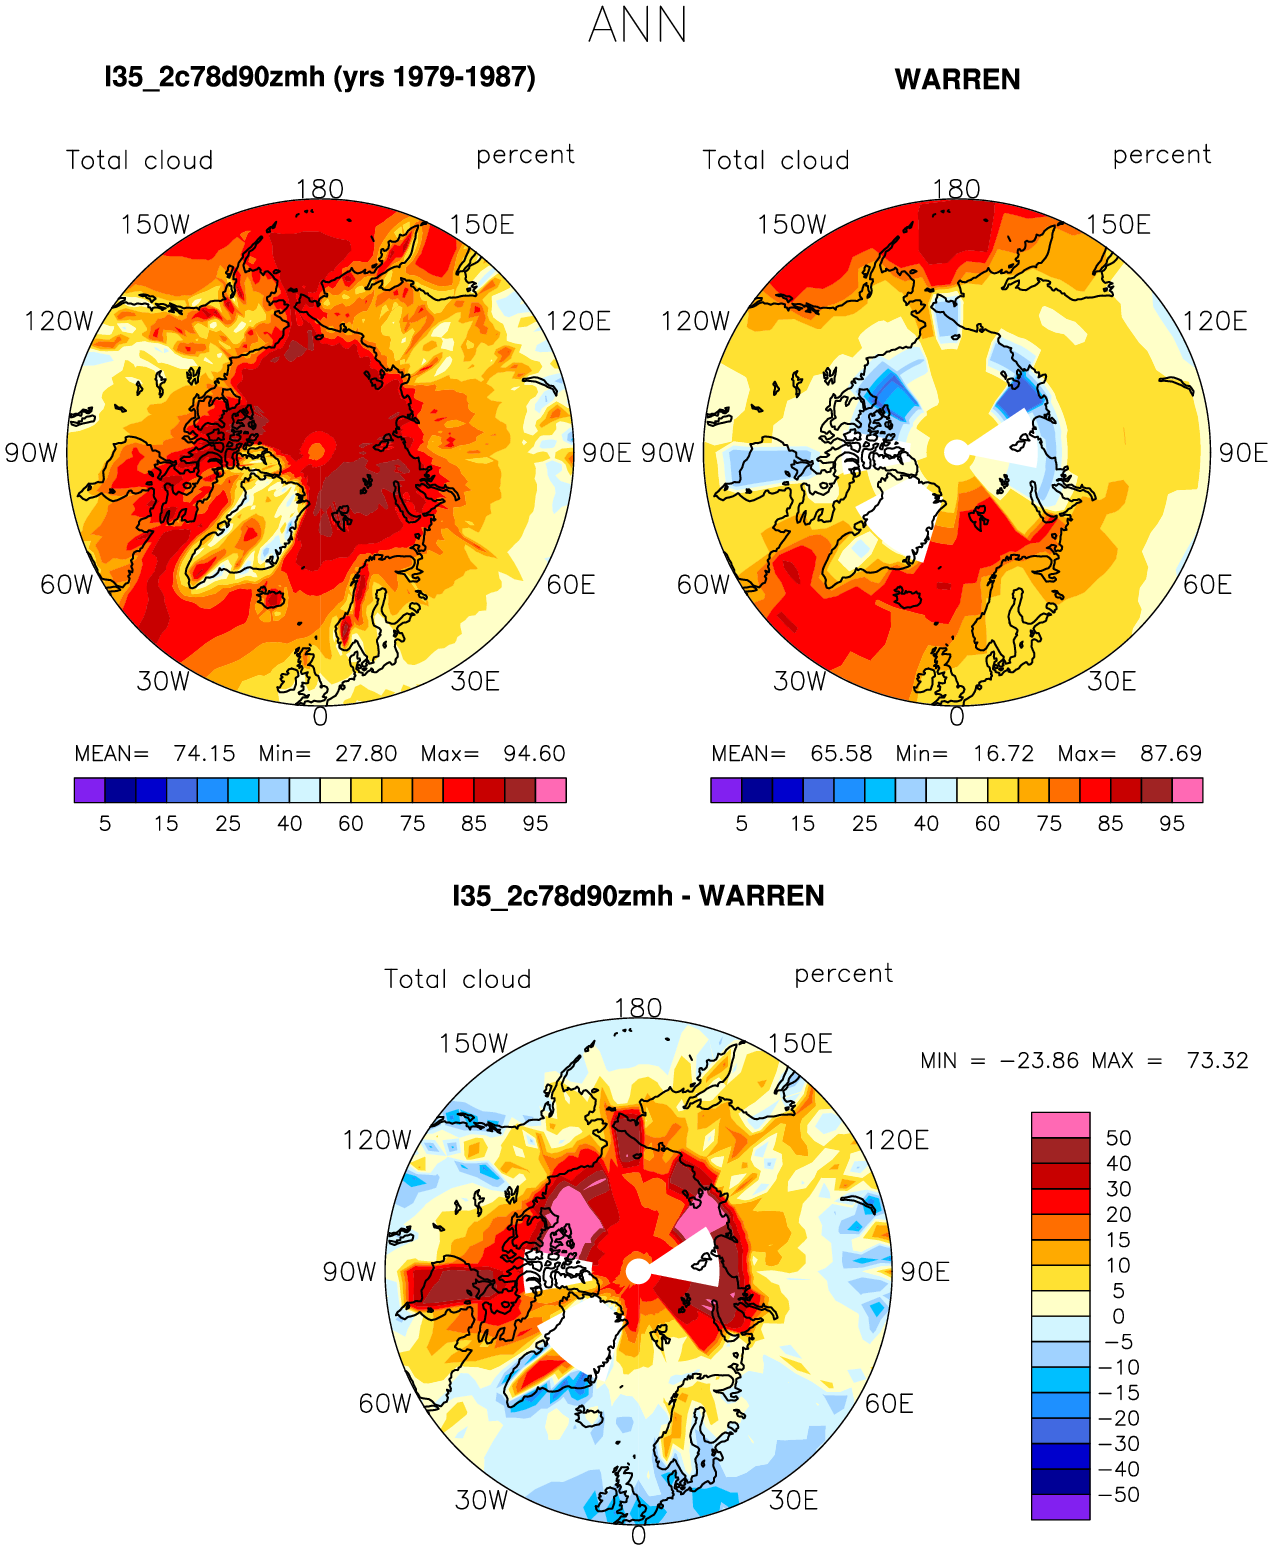 ANN
I35_2c78d90zmh (yrs 1979-1987)
WARREN
Total cloud percent
Total cloud percent
180
150W 150E
120W 120E
90W 90E
60W 60E
30W 30E
0
180
150W 150E
120W 120E
90W 90E
60W 60E
30W 30E
0
MEAN= 74.15 Min= 27.80 Max= 94.60
MEAN= 65.58 Min= 16.72 Max= 87.69
5 15 25 40 60 75 85 95
5 15 25 40 60 75 85 95
I35_2c78d90zmh - WARREN
Total cloud percent
180
150W 150E
120W 120E
90W 90E
60W 60E
30W 30E
0
MIN = −23.86 MAX = 73.32
50
40
30
20
15
10
5
0
−5
−10
−15
−20
−30
−40
−50